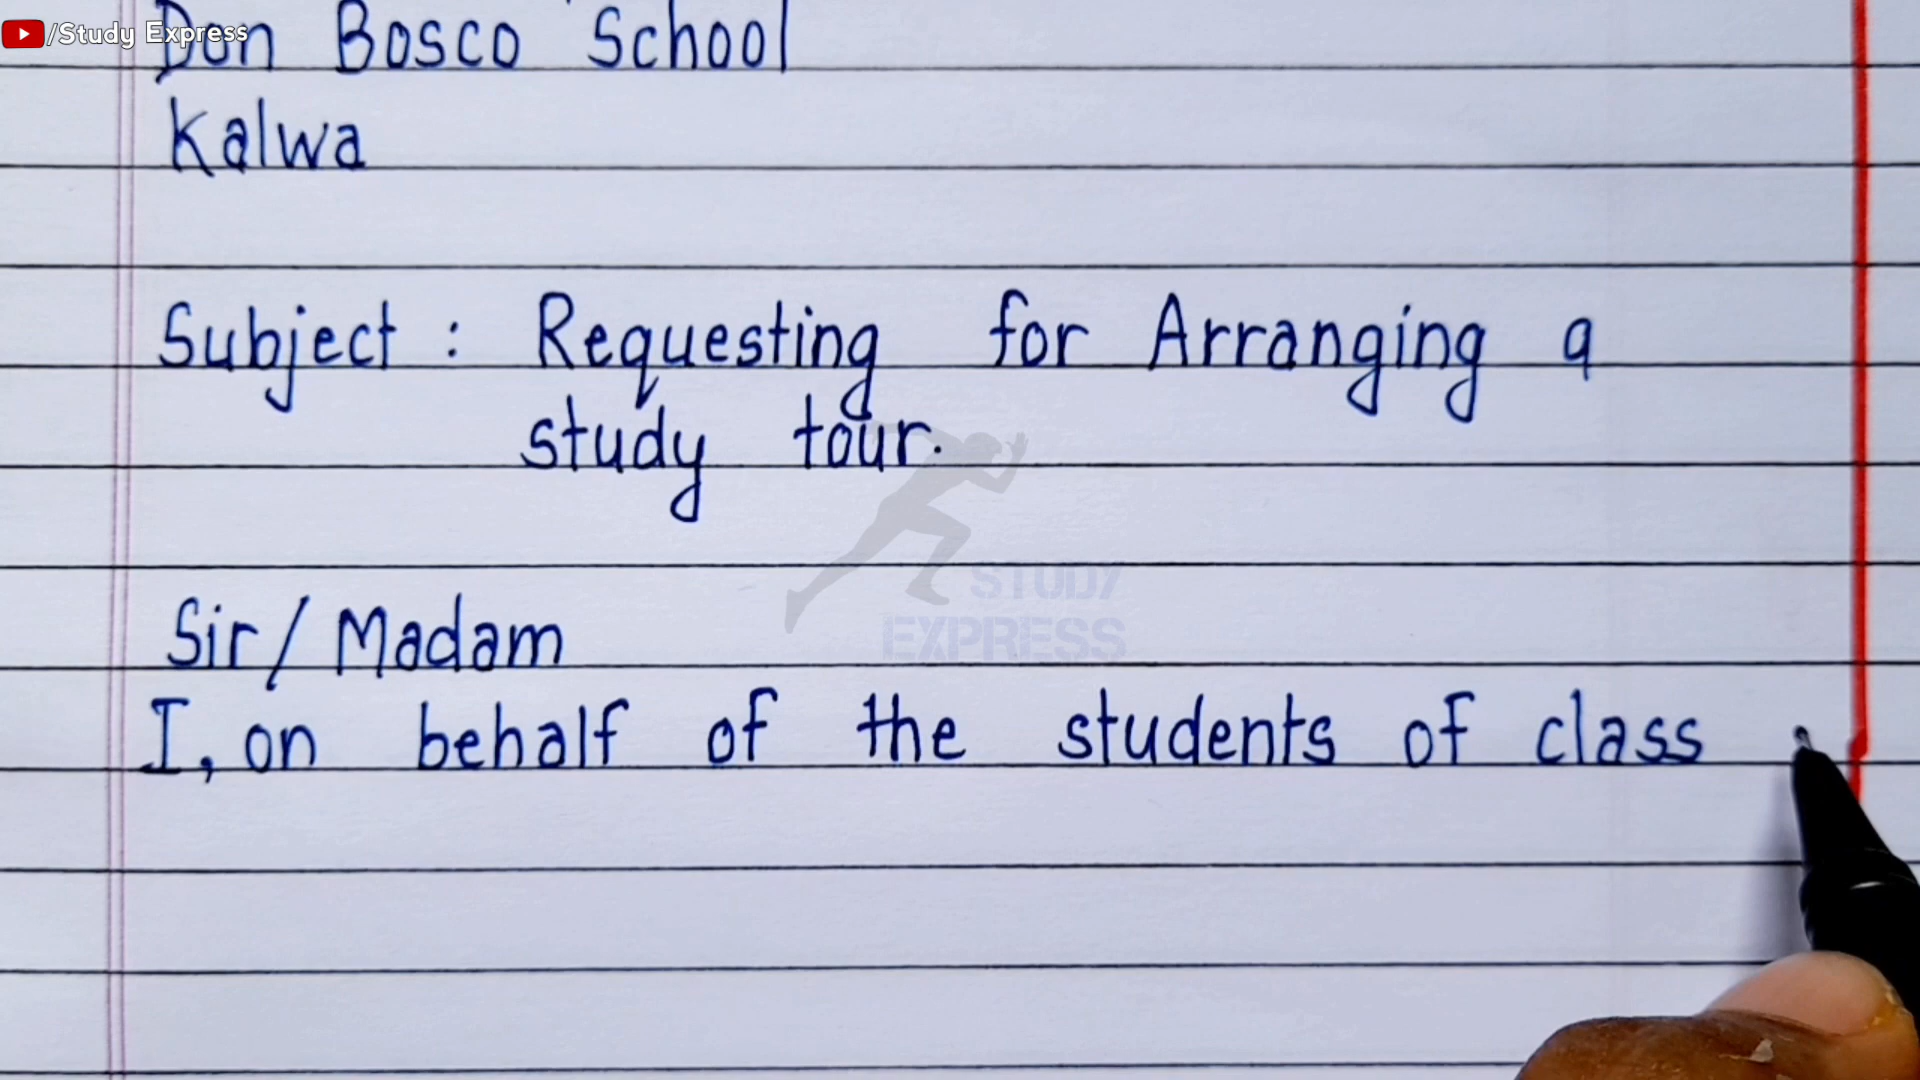 /Study Express
Don Bosco School
Kalwa
Subject : Requesting for Arranging a
study tour.
STUDY
EXPRESS
Sir/Madam
I, on behalf of the students of class